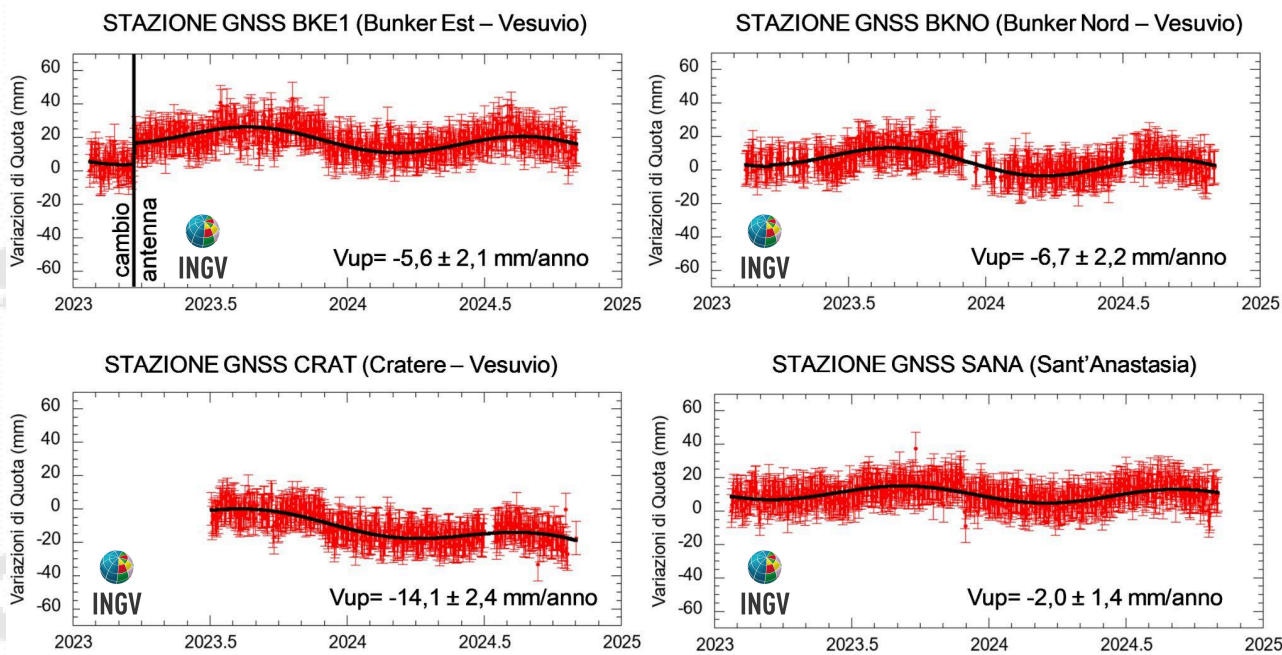 STAZIONE GNSS BKE1 (Bunker Est – Vesuvio)
Variazioni di Quota (mm)
60
40
20
0
-20
-40
-60
cambio
antenna
INGV
Vup= -5,6 ± 2,1 mm/anno
2023
2023.5
2024
2024.5
2025
STAZIONE GNSS BKNO (Bunker Nord – Vesuvio)
Variazioni di Quota (mm)
60
40
20
0
-20
-40
-60
INGV
Vup= -6,7 ± 2,2 mm/anno
2023
2023.5
2024
2024.5
2025
STAZIONE GNSS CRAT (Cratere – Vesuvio)
Variazioni di Quota (mm)
60
40
20
0
-20
-40
-60
INGV
Vup= -14,1 ± 2,4 mm/anno
2023
2023.5
2024
2024.5
2025
STAZIONE GNSS SANA (Sant’Anastasia)
Variazioni di Quota (mm)
60
40
20
0
-20
-40
-60
INGV
Vup= -2,0 ± 1,4 mm/anno
2023
2023.5
2024
2024.5
2025